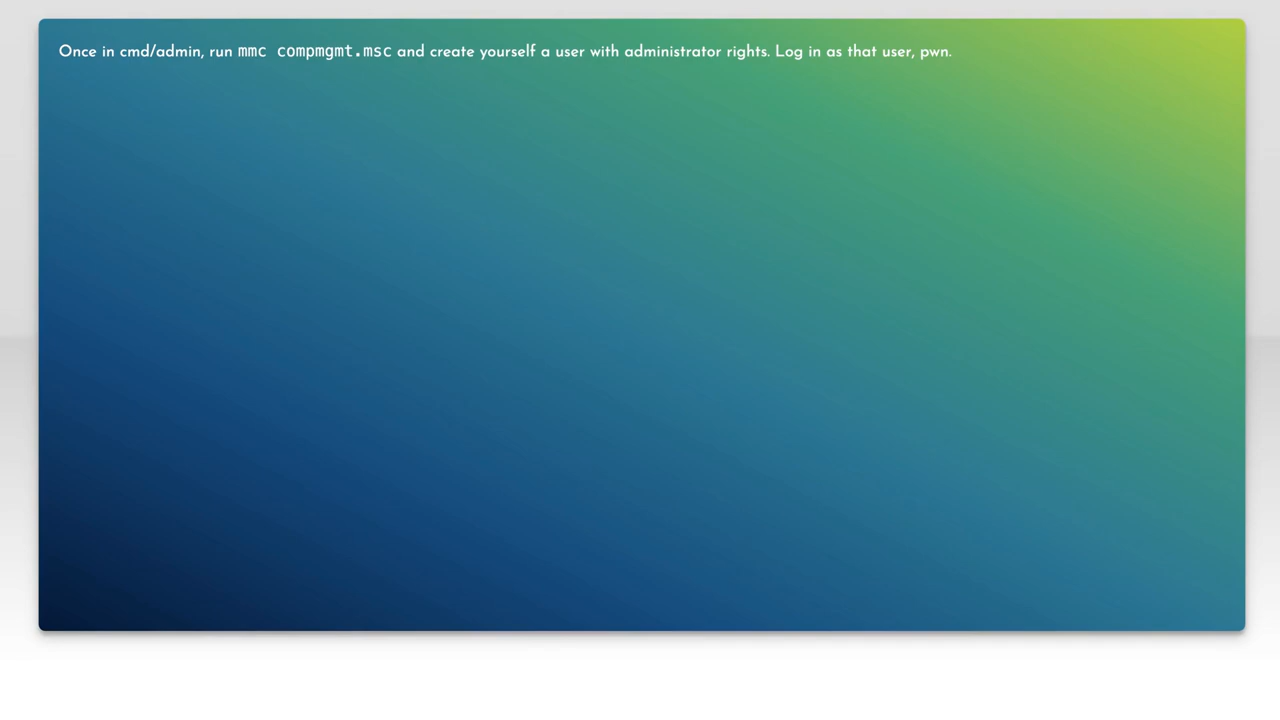 Once in cmd/admin, run mmc compmgmt.msc and create yourself a user with administrator rights. Log in as that user, pwn.